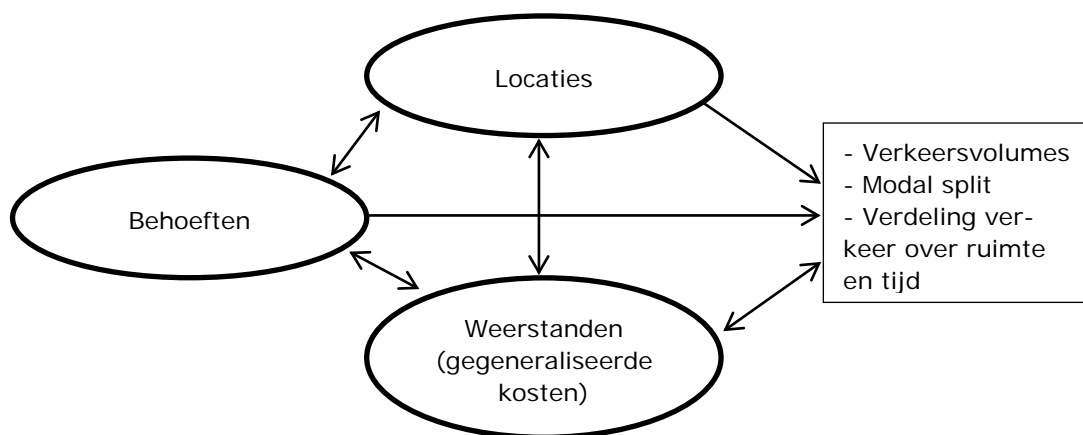 Locaties
Behoeften
Weerstanden
(gegeneraliseerde
kosten)
- Verkeersvolumes
- Modal split
- Verdeling ver-
keer over ruimte
en tijd